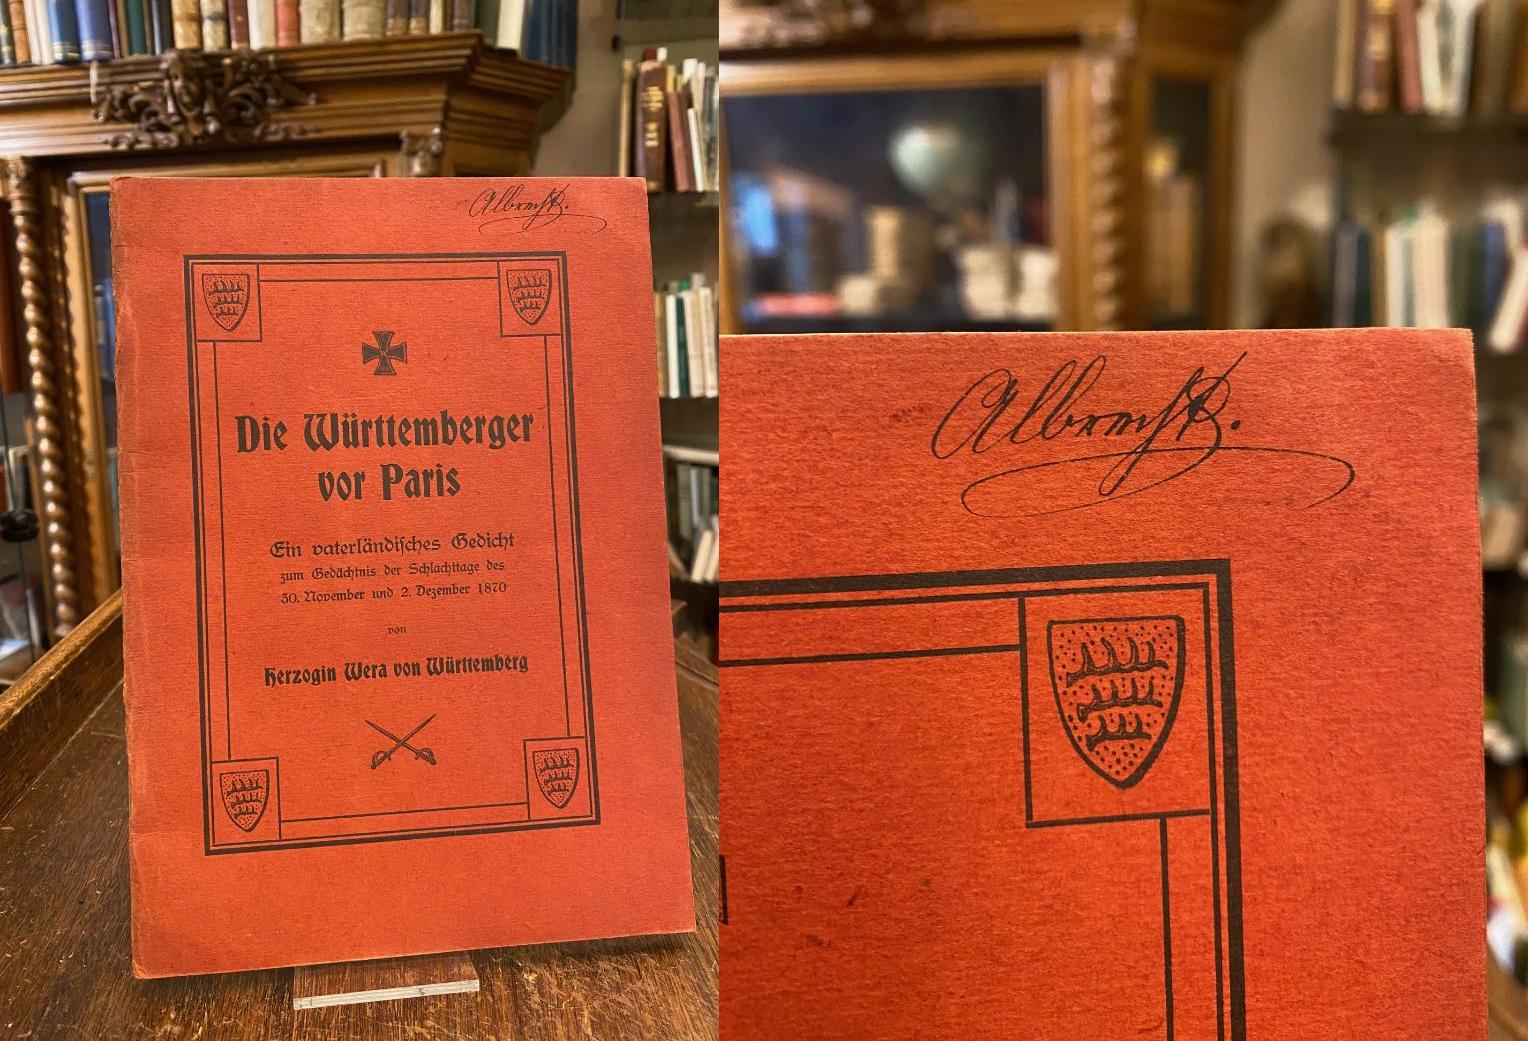 Albrecht.
Die Württemberger
vor Paris
Ein vaterländisches Gedicht
zum Gedächtnis der Schlachttage des
30. November und 2. Dezember 1870
von
Herzogin Wera von Württemberg
Albrecht.